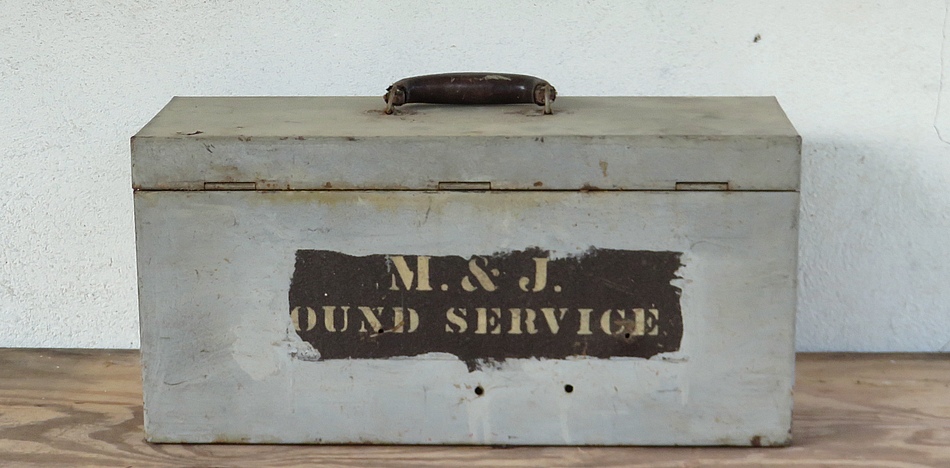 M. & J.
OUND SERVICE